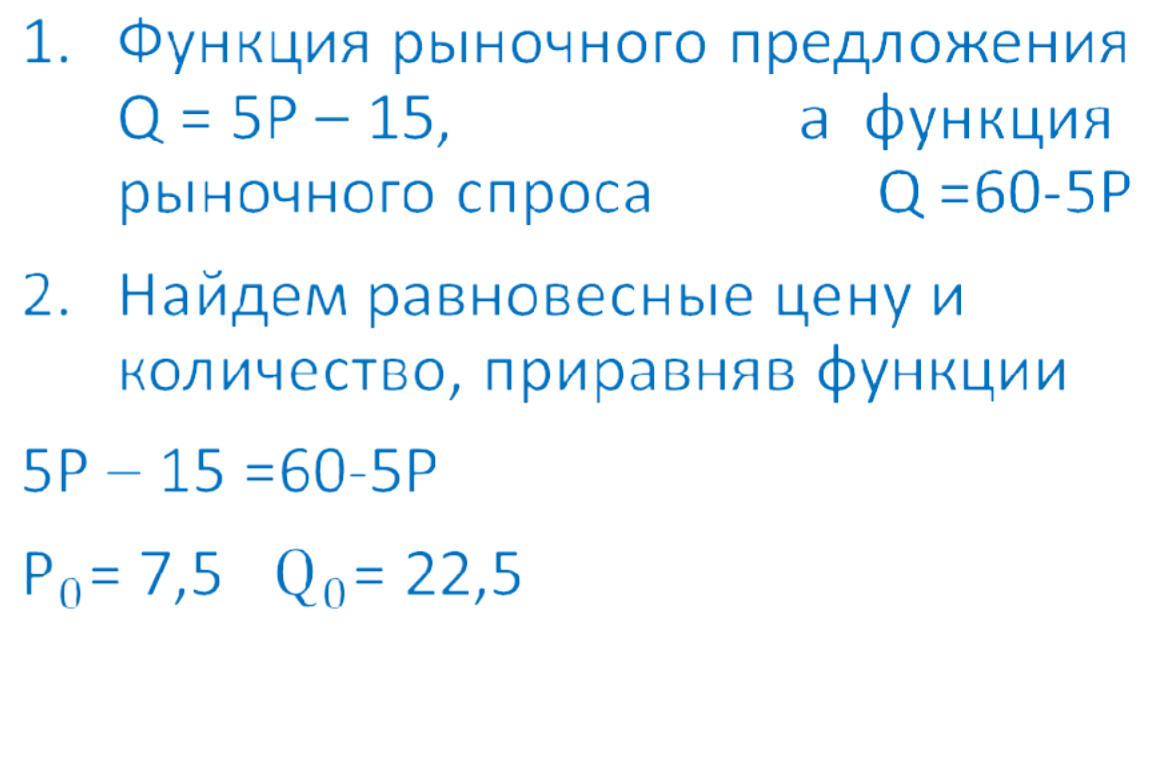 1. Функция рыночного предложения
Q = 5P – 15, а функция
рыночного спроса Q =60-5P
2. Найдем равновесные цену и
количество, приравняв функции
5P – 15 =60-5P
P₀= 7,5 Q₀= 22,5